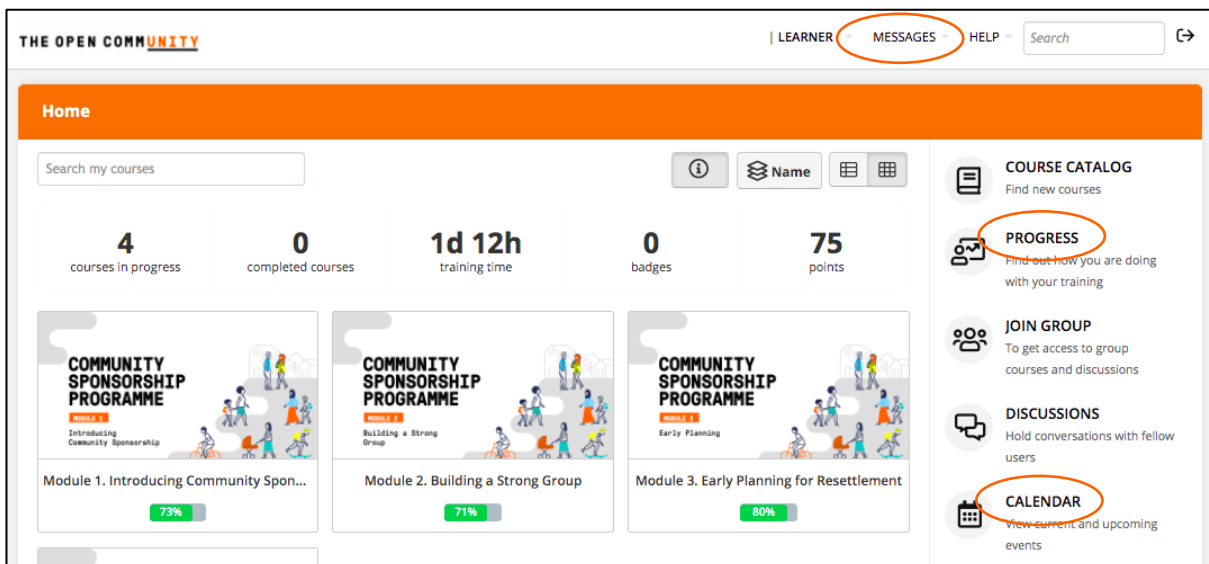 THE OPEN COMMUNITY
| LEARNER
MESSAGES
HELP
Search
Home
Search my courses
Name
4
courses in progress
0
completed courses
1d 12h
training time
0
badges
75
points
COMMUNITY
SPONSORSHIP
PROGRAMME
MODULE 1
Introducing
Community Sponsorship
Module 1. Introducing Community Spon...
73%
COMMUNITY
SPONSORSHIP
PROGRAMME
MODULE 2
Building a Strong
Group
Module 2. Building a Strong Group
71%
COMMUNITY
SPONSORSHIP
PROGRAMME
MODULE 3
Early Planning
Module 3. Early Planning for Resettlement
80%
COURSE CATALOG
Find new courses
PROGRESS
Find out how you are doing
with your training
JOIN GROUP
To get access to group
courses and discussions
DISCUSSIONS
Hold conversations with fellow
users
CALENDAR
View current and upcoming
events